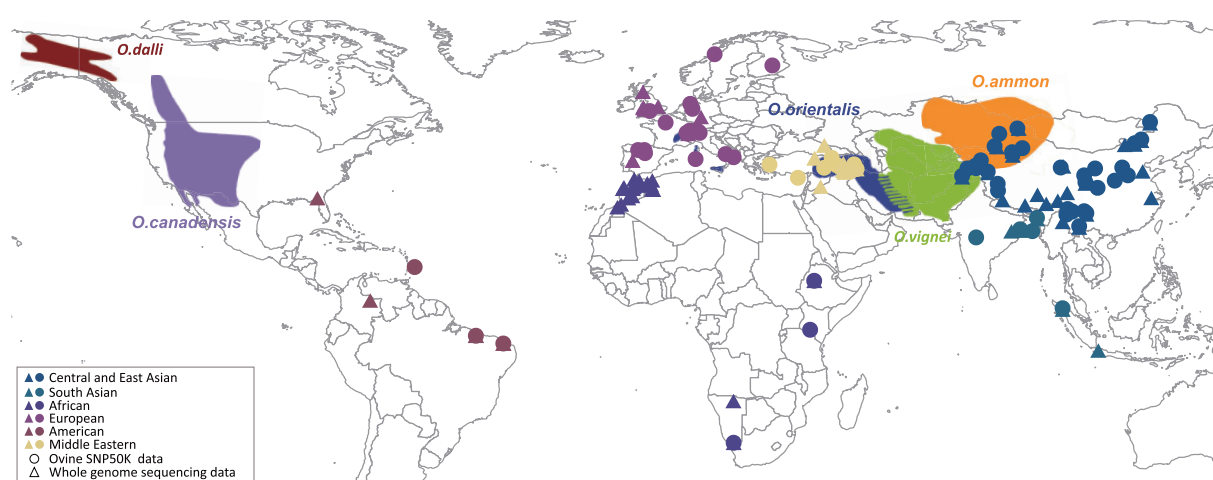 O.dalli
O.ammon
O.orientalis
O.canadensis
O.vignei
Central and East Asian
South Asian
African
European
American
Middle Eastern
Ovine SNP50K data
Whole genome sequencing data